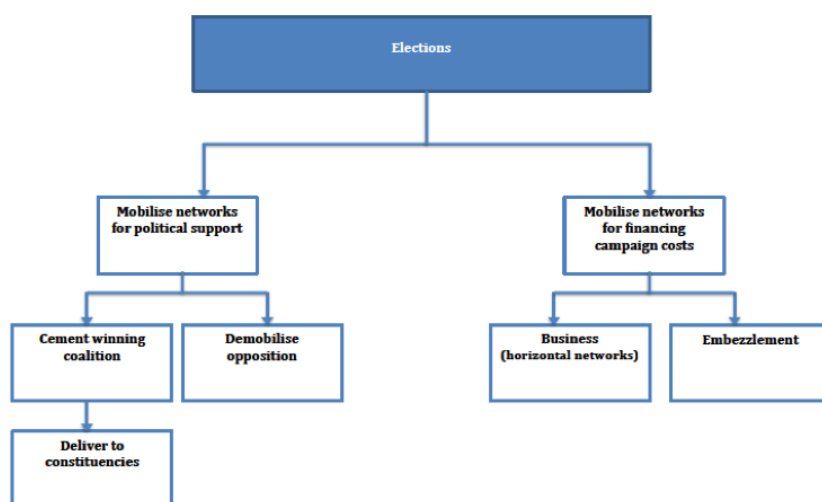 Elections
Mobilise networks
for political support
Mobilise networks
for financing
campaign costs
Cement winning
coalition
Demobilise
opposition
Business
(horizontal networks)
Embezzlement
Deliver to
constituencies